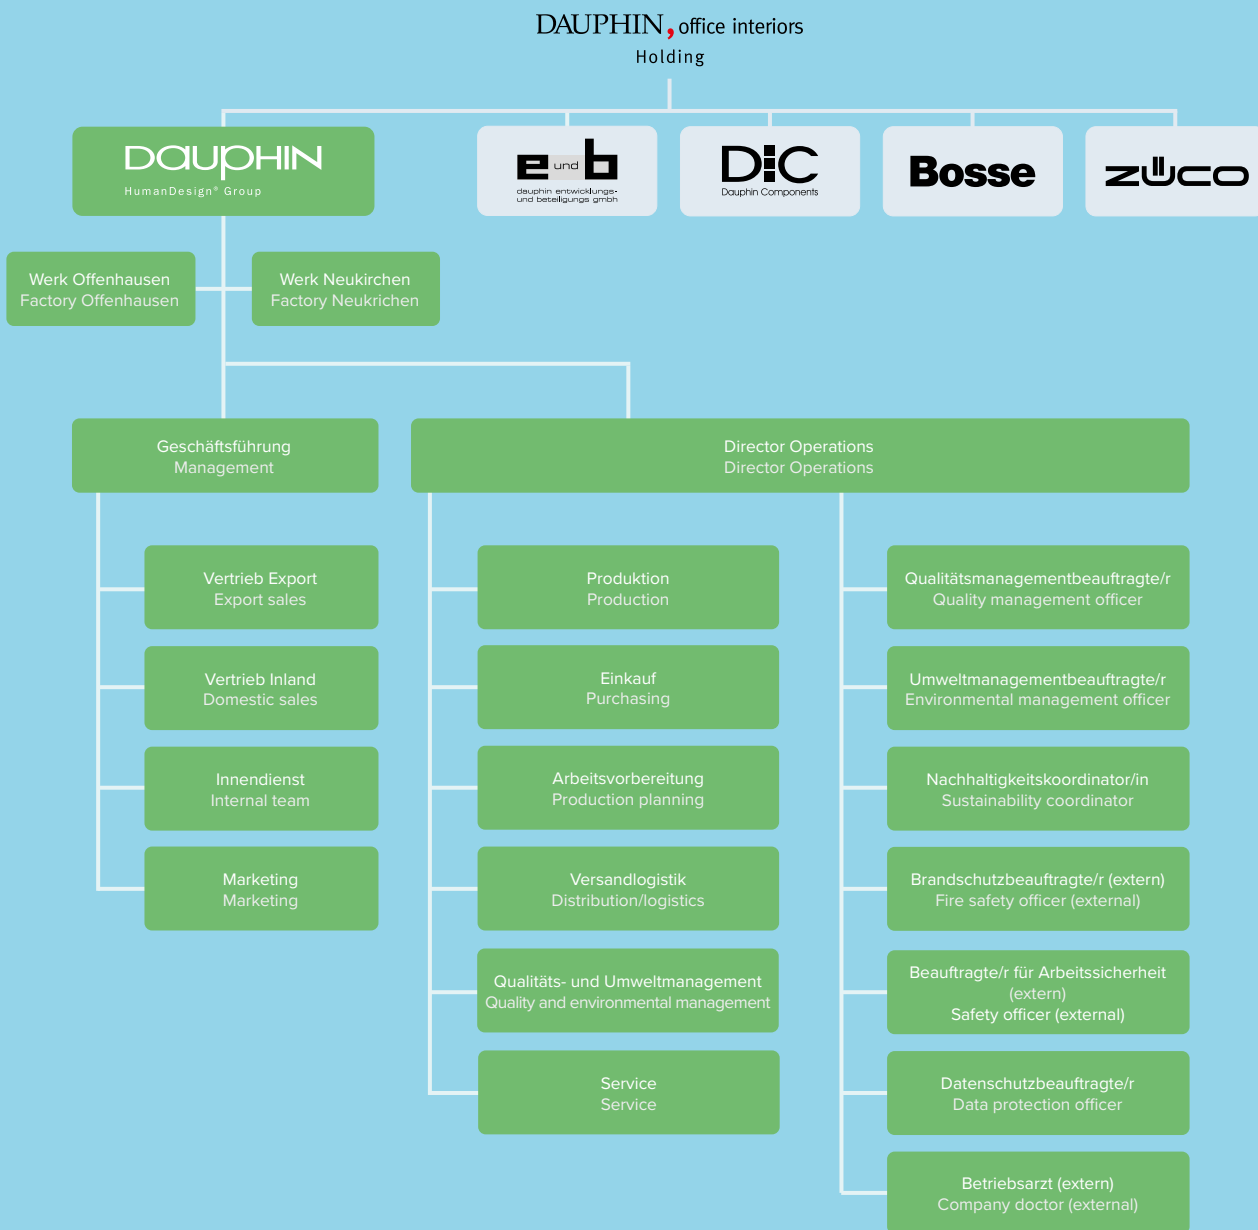 DAUPHIN, office interiors
Holding
DAUPHIN
HumanDesign® Group
e und b
dauphin entwicklungs-
und beteiligungs gmbh
DiC
Dauphin Components
Bosse
züco
Werk Offenhausen
Factory Offenhausen
Werk Neukirchen
Factory Neukrichen
Geschäftsführung
Management
Director Operations
Director Operations
Vertrieb Export
Export sales
Vertrieb Inland
Domestic sales
Innendienst
Internal team
Marketing
Marketing
Produktion
Production
Einkauf
Purchasing
Arbeitsvorbereitung
Production planning
Versandlogistik
Distribution/logistics
Qualitäts- und Umweltmanagement
Quality and environmental management
Service
Service
Qualitätsmanagementbeauftragte/r
Quality management officer
Umweltmanagementbeauftragte/r
Environmental management officer
Nachhaltigkeitskoordinator/in
Sustainability coordinator
Brandschutzbeauftragte/r (extern)
Fire safety officer (external)
Beauftragte/r für Arbeitssicherheit
(extern)
Safety officer (external)
Datenschutzbeauftragte/r
Data protection officer
Betriebsarzt (extern)
Company doctor (external)